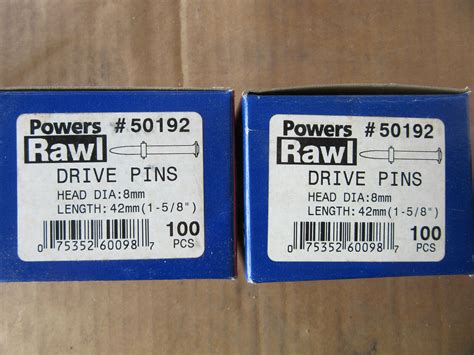 Powers #50192
Rawl
DRIVE PINS
HEAD DIA:8mm
LENGTH:42mm(1-5/8")
100
PCS
0 75352 60098 7
Powers #50192
Rawl
DRIVE PINS
HEAD DIA:8mm
LENGTH:42mm(1-5/8")
100
PCS
0 75352 60098 7